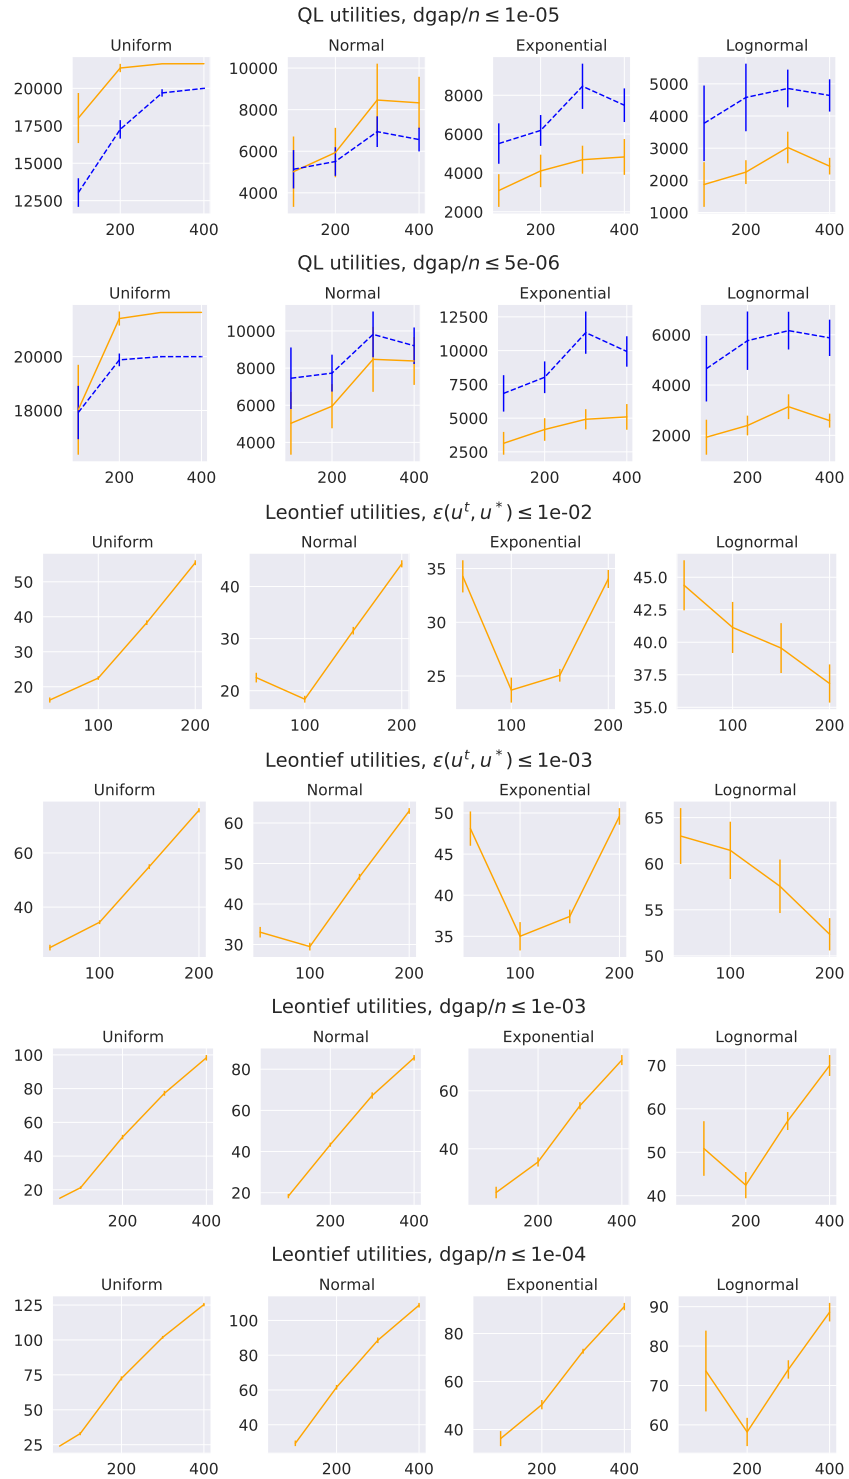 QL utilities, dgap/n ≤ 1e-05
Uniform Normal Exponential Lognormal
20000 17500 15000 12500
10000 8000 6000 4000
8000 6000 4000 2000
5000 4000 3000 2000 1000
200 400 200 400 200 400 200 400
QL utilities, dgap/n ≤ 5e-06
Uniform Normal Exponential Lognormal
20000 18000
10000 8000 6000 4000
12500 10000 7500 5000 2500
6000 4000 2000
200 400 200 400 200 400 200 400
Leontief utilities, ε(uᵗ, u*) ≤ 1e-02
Uniform Normal Exponential Lognormal
50 40 30 20
40 30 20
35 30 25
45.0 42.5 40.0 37.5 35.0
100 200 100 200 100 200 100 200
Leontief utilities, ε(uᵗ, u*) ≤ 1e-03
Uniform Normal Exponential Lognormal
60 40
60 50 40 30
50 45 40 35
65 60 55 50
100 200 100 200 100 200 100 200
Leontief utilities, dgap/n ≤ 1e-03
Uniform Normal Exponential Lognormal
100 80 60 40 20
80 60 40 20
60 40
70 60 50 40
200 400 200 400 200 400 200 400
Leontief utilities, dgap/n ≤ 1e-04
Uniform Normal Exponential Lognormal
125 100 75 50 25
100 80 60 40
80 60 40
90 80 70 60
200 400 200 400 200 400 200 400